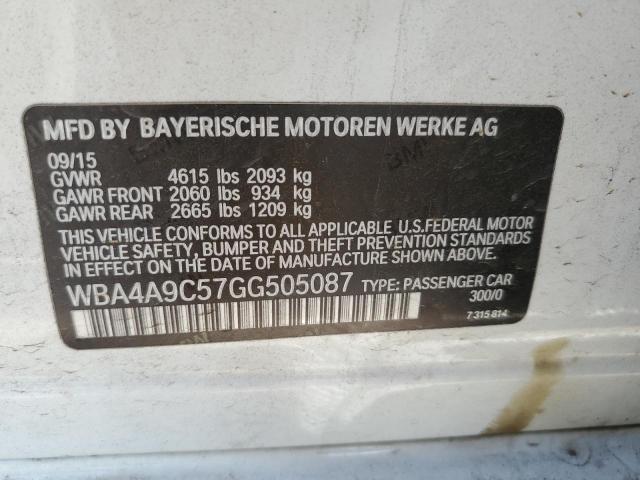 MFD BY BAYERISCHE MOTOREN WERKE AG
09/15
GVWR 4615 lbs 2093 kg
GAWR FRONT 2060 lbs 934 kg
GAWR REAR 2665 lbs 1209 kg
THIS VEHICLE CONFORMS TO ALL APPLICABLE U.S.FEDERAL MOTOR
VEHICLE SAFETY, BUMPER AND THEFT PREVENTION STANDARDS
IN EFFECT ON THE DATE OF MANUFACTURE SHOWN ABOVE.
WBA4A9C57GG505087 TYPE: PASSENGER CAR
300/0
7 315 814